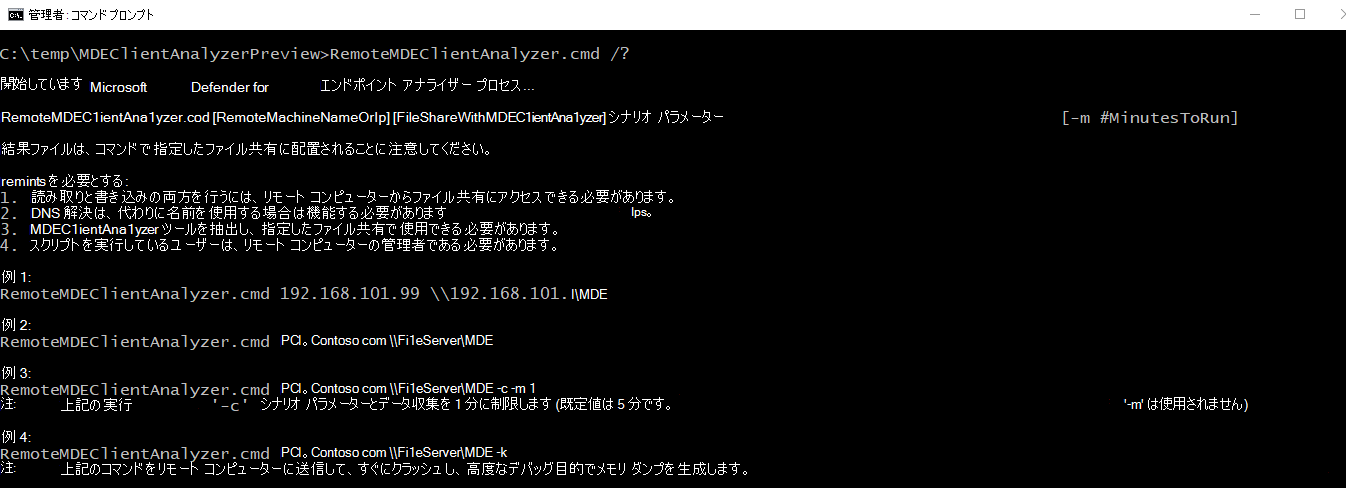 管理者: コマンド プロンプト
C:\temp\MDEClientAnalyzerPreview>RemoteMDEClientAnalyzer.cmd /?
開始しています Microsoft Defender for エンドポイント アナライザー プロセス...
RemoteMDEC1ientAna1yzer.cod [RemoteMachineNameOrIp] [FileShareWithMDEC1ientAna1yzer] シナリオ パラメーター [-m #MinutesToRun]
結果ファイルは、コマンドで指定したファイル共有に配置されることに注意してください。
remintsを必要とする:
1. 読み取りと書き込みの両方を行うには、リモート コンピューターからファイル共有にアクセスできる必要があります。
2. DNS 解決は、代わりに名前を使用する場合は機能する必要があります Ips。
3. MDEC1ientAna1yzer ツールを抽出し、指定したファイル共有で使用できる必要があります。
4. スクリプトを実行しているユーザーは、リモート コンピューターの管理者である必要があります。
例 1:
RemoteMDEClientAnalyzer.cmd 192.168.101.99 \\192.168.101.I\MDE
例 2:
RemoteMDEClientAnalyzer.cmd PCI。Contoso com \\Fi1eServer\MDE
例 3:
RemoteMDEClientAnalyzer.cmd PCI。Contoso com \\Fi1eServer\MDE -c -m 1
注: 上記の実行 '-c' シナリオ パラメーターとデータ収集を 1 分に制限します (既定値は 5 分です。 '-m' は使用されません)
例 4:
RemoteMDEClientAnalyzer.cmd PCI。Contoso com \\Fi1eServer\MDE -k
注: 上記のコマンドをリモート コンピューターに送信して、すぐにクラッシュし、高度なデバッグ目的でメモリ ダンプを生成します。